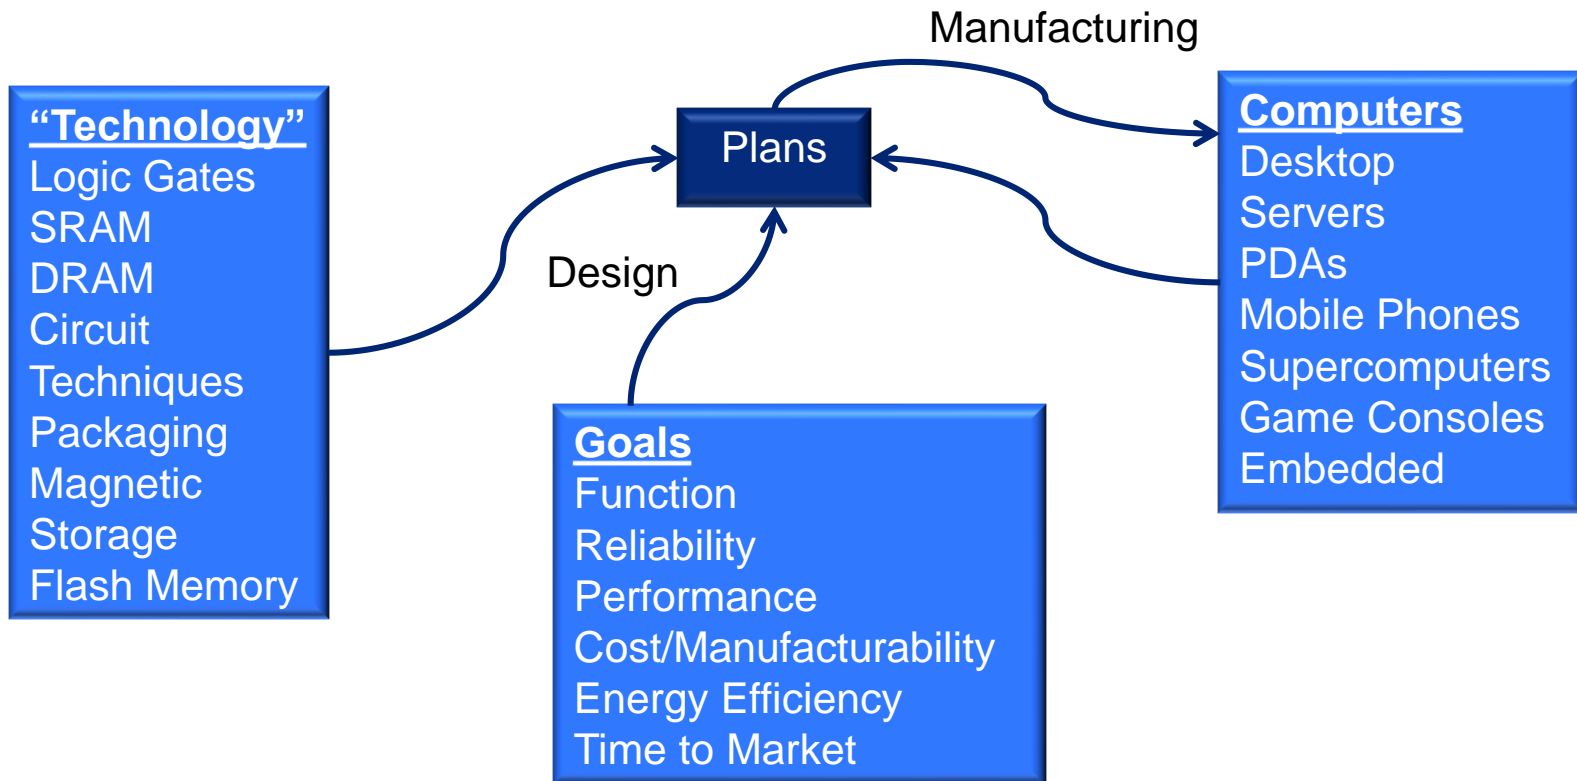 Manufacturing
“Technology”
Logic Gates
SRAM
DRAM
Circuit
Techniques
Packaging
Magnetic
Storage
Flash Memory
Plans
Design
Goals
Function
Reliability
Performance
Cost/Manufacturability
Energy Efficiency
Time to Market
Computers
Desktop
Servers
PDAs
Mobile Phones
Supercomputers
Game Consoles
Embedded